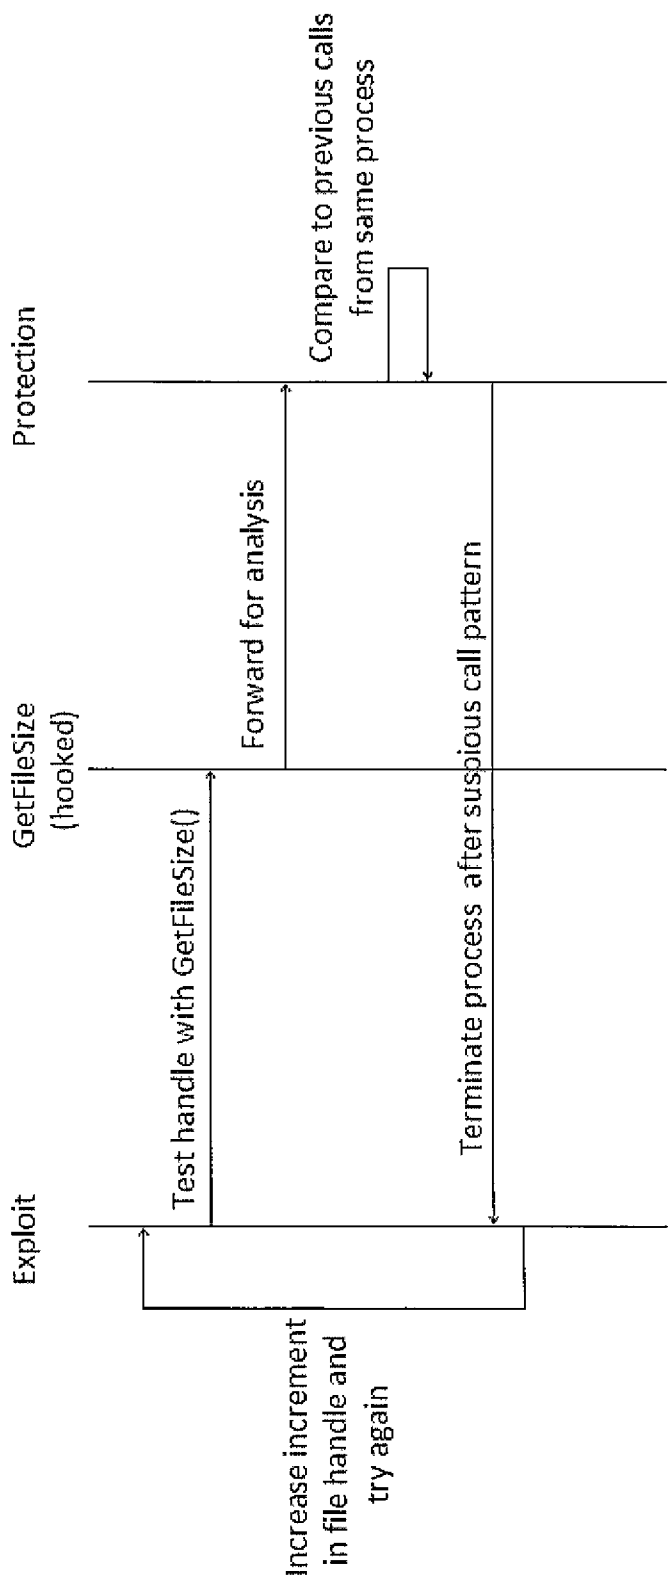 Exploit
GetFileSize
(hooked)
Protection
Test handle with GetFileSize()
Forward for analysis
Compare to previous calls
from same process
Terminate process after suspious call pattern
Increase increment
in file handle and
try again